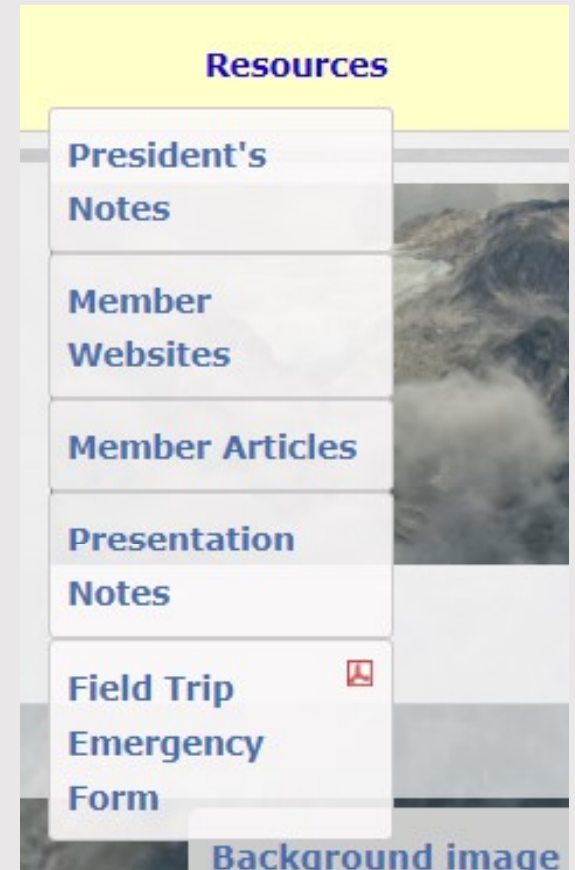 Resources
President's
Notes
Member
Websites
Member Articles
Presentation
Notes
Field Trip
Emergency
Form
Background image